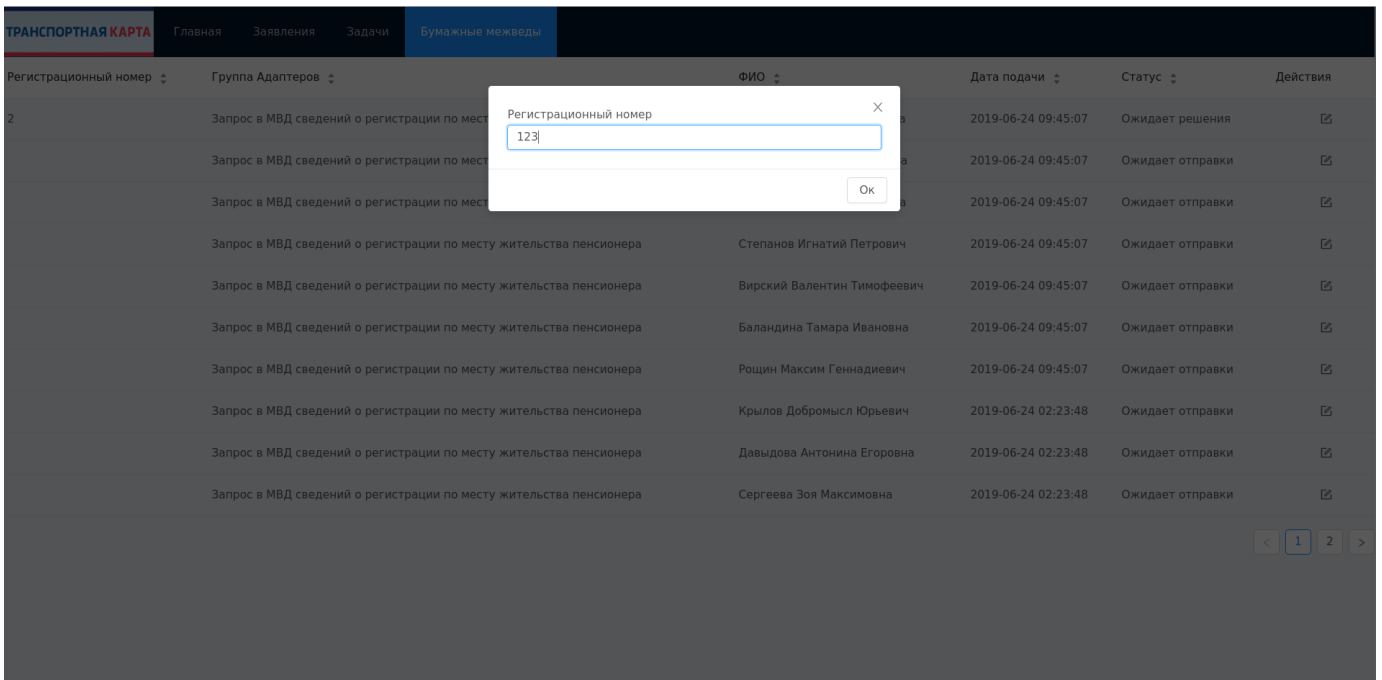 ТРАНСПОРТНАЯ КАРТА Главная Заявления Задачи Бумажные межведы
Регистрационный номер Группа Адаптеров ФИО Дата подачи Статус Действия
Регистрационный номер
123
Ок
2 Запрос в МВД сведений о регистрации по мест а 2019-06-24 09:45:07 Ожидает решения
Запрос в МВД сведений о регистрации по мест а 2019-06-24 09:45:07 Ожидает отправки
Запрос в МВД сведений о регистрации по мест а 2019-06-24 09:45:07 Ожидает отправки
Запрос в МВД сведений о регистрации по месту жительства пенсионера Степанов Игнатий Петрович 2019-06-24 09:45:07 Ожидает отправки
Запрос в МВД сведений о регистрации по месту жительства пенсионера Вирский Валентин Тимофеевич 2019-06-24 09:45:07 Ожидает отправки
Запрос в МВД сведений о регистрации по месту жительства пенсионера Баландина Тамара Ивановна 2019-06-24 09:45:07 Ожидает отправки
Запрос в МВД сведений о регистрации по месту жительства пенсионера Рощин Максим Геннадиевич 2019-06-24 09:45:07 Ожидает отправки
Запрос в МВД сведений о регистрации по месту жительства пенсионера Крылов Добромысл Юрьевич 2019-06-24 02:23:48 Ожидает отправки
Запрос в МВД сведений о регистрации по месту жительства пенсионера Давыдова Антонина Егоровна 2019-06-24 02:23:48 Ожидает отправки
Запрос в МВД сведений о регистрации по месту жительства пенсионера Сергеева Зоя Максимовна 2019-06-24 02:23:48 Ожидает отправки
< 1 2 >